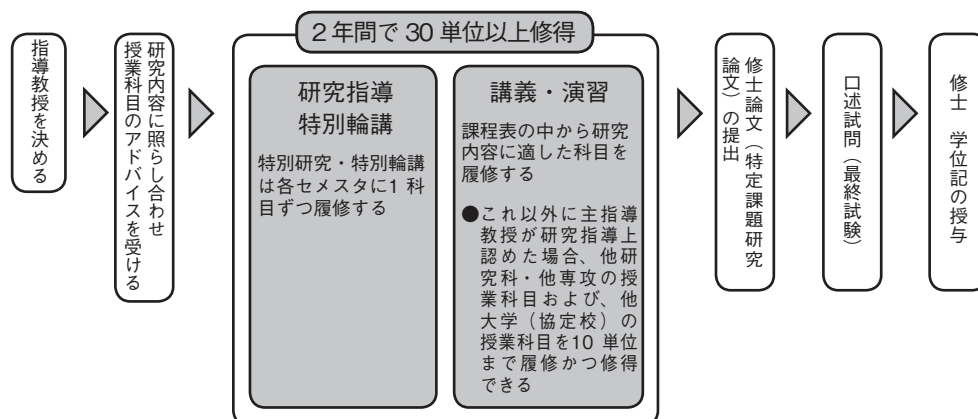 指導教授を決める
研究内容に照らし合わせ
授業科目のアドバイスを受ける
2年間で 30 単位以上修得
研究指導
特別輪講
特別研究・特別輪講
は各セメスタに1 科
目ずつ履修する
講義・演習
課程表の中から研究
内容に適した科目を
履修する
●これ以外に主指導
教授が研究指導上
認めた場合、他研
究科・他専攻の授
業科目および、他
大学（協定校）の
授業科目を10 単位
まで履修かつ修得
できる
修士論文（特定課題研究
論文）の提出
口述試問（最終試験）
修士　学位記の授与